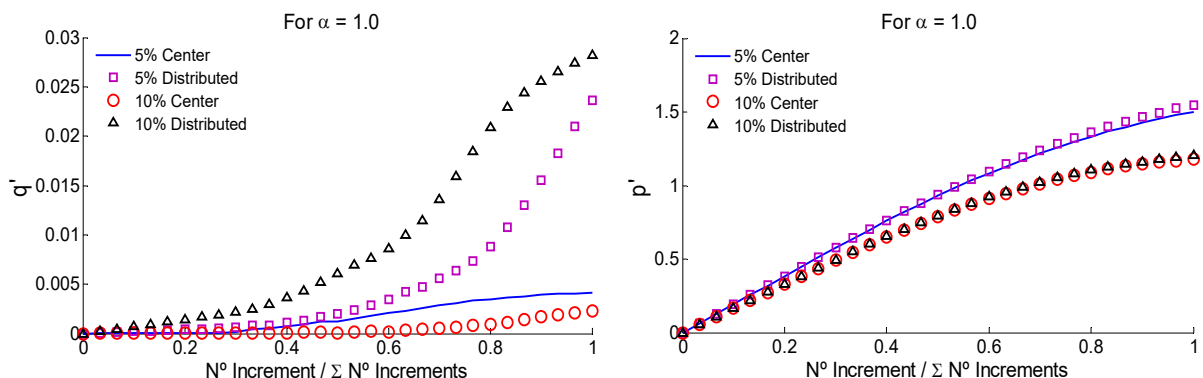 For α = 1.0
0.03
0.025
0.02
0.015
0.01
0.005
0
q'
5% Center
5% Distributed
10% Center
10% Distributed
0 0.2 0.4 0.6 0.8 1
Nº Increment / Σ Nº Increments
For α = 1.0
2
1.5
1
0.5
0
p'
5% Center
5% Distributed
10% Center
10% Distributed
0 0.2 0.4 0.6 0.8 1
Nº Increment / Σ Nº Increments